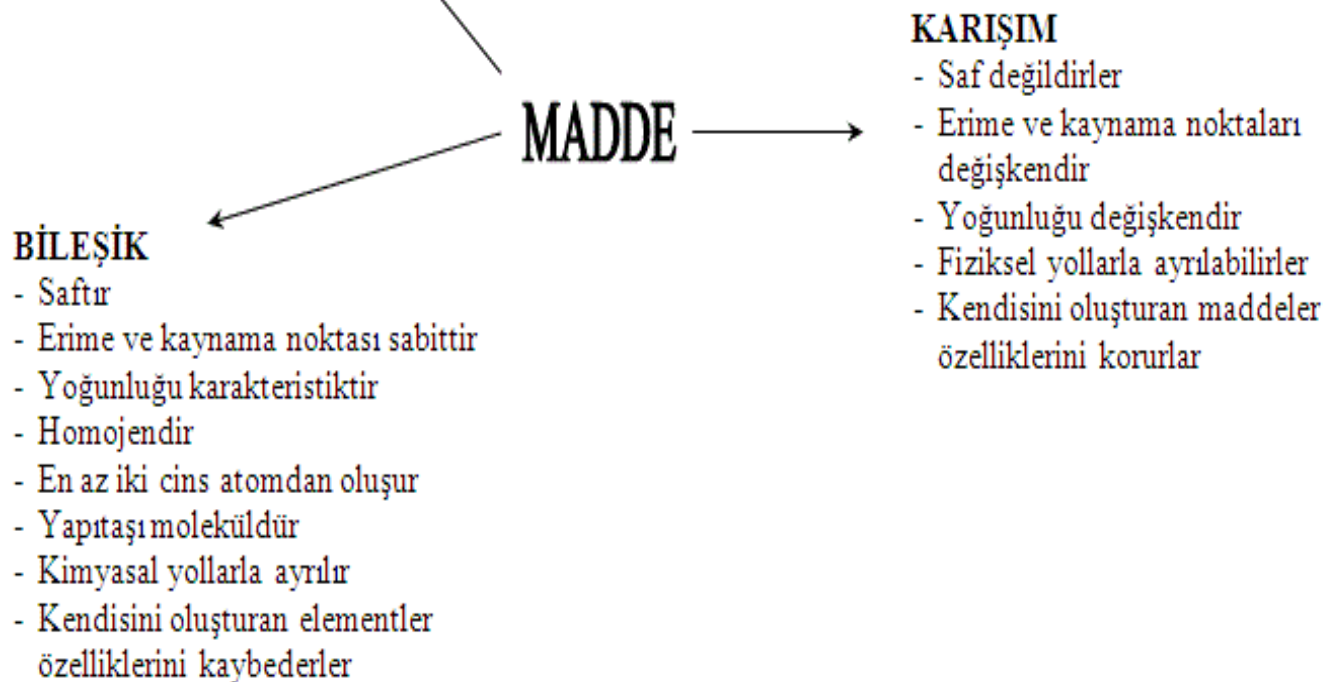 MADDE
KARIŞIM
- Saf değildirler
- Erime ve kaynama noktaları
değişkendir
- Yoğunluğu değişkendir
- Fiziksel yollarla ayrılabilirler
- Kendisini oluşturan maddeler
özelliklerini korurlar
BİLEŞİK
- Saftır
- Erime ve kaynama noktası sabittir
- Yoğunluğu karakteristiktir
- Homojendir
- En az iki cins atomdan oluşur
- Yapıtaşı moleküldür
- Kimyasal yollarla ayrılır
- Kendisini oluşturan elementler
özelliklerini kaybederler